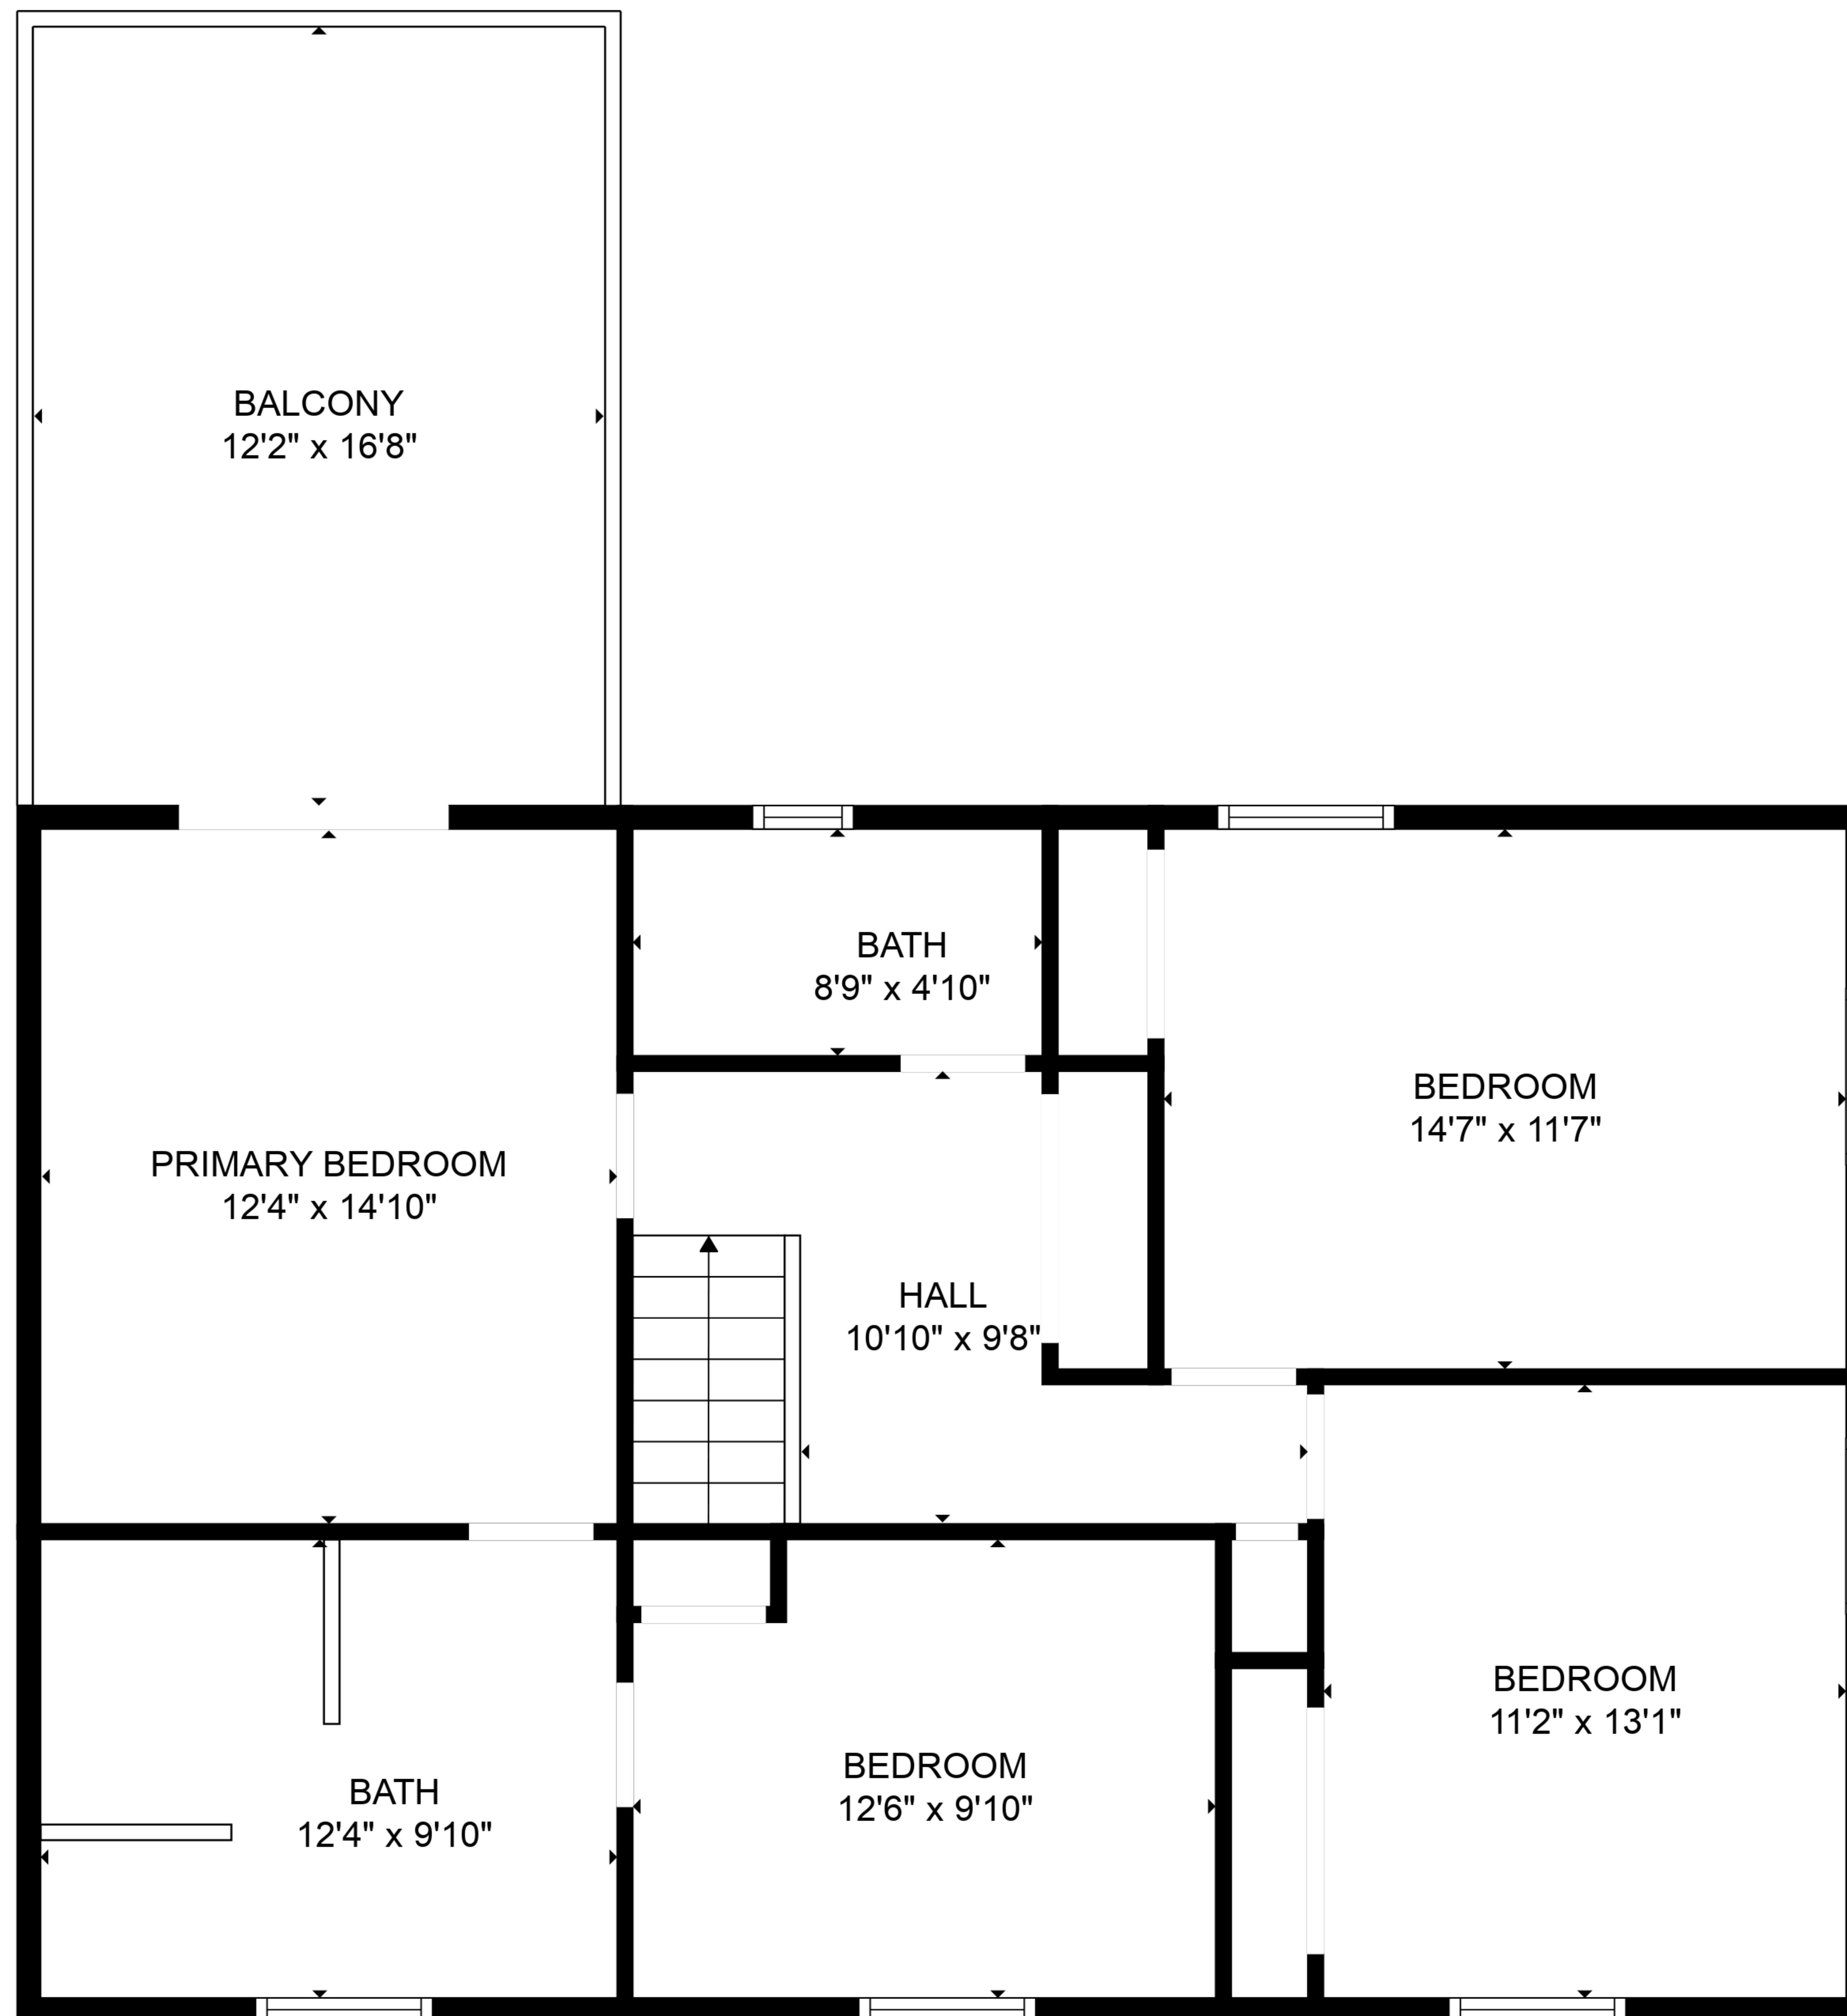 BALCONY
12'2" x 16'8"
BATH
8'9" x 4'10"
BEDROOM
14'7" x 11'7"
PRIMARY BEDROOM
12'4" x 14'10"
HALL
10'10" x 9'8"
BEDROOM
11'2" x 13'1"
BEDROOM
12'6" x 9'10"
BATH
12'4" x 9'10"